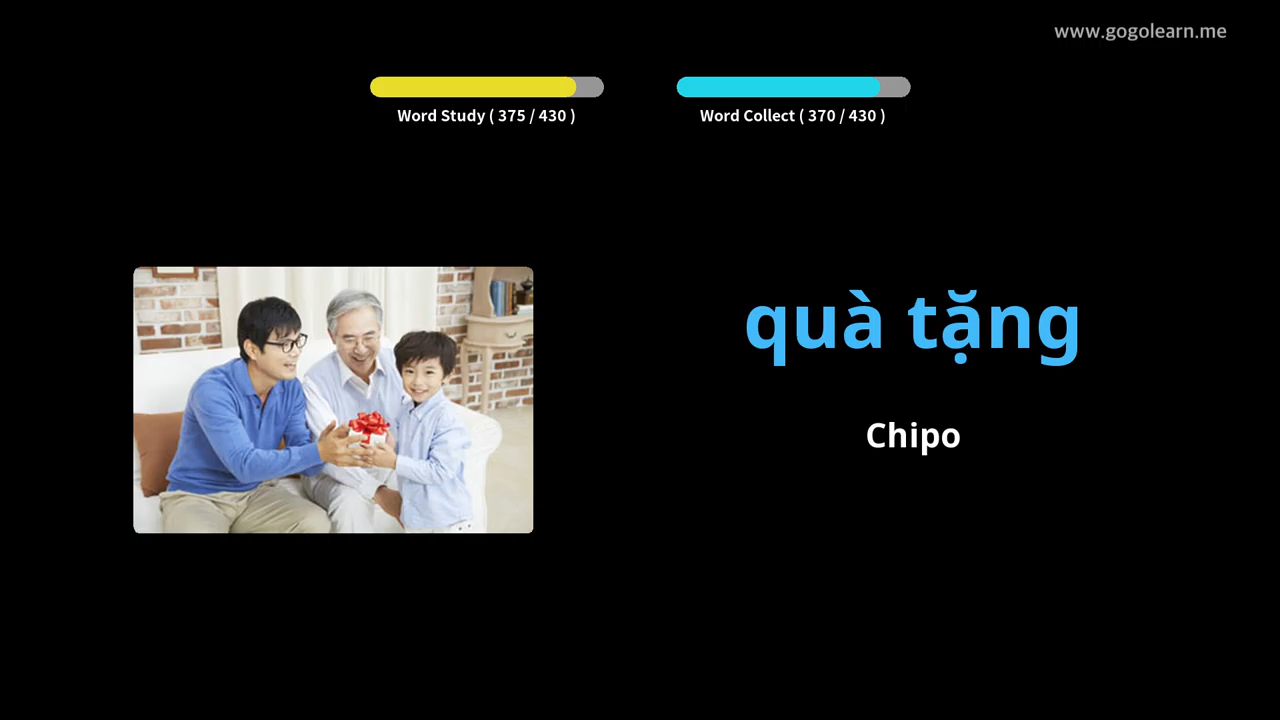 www.gogolearn.me
Word Study ( 375 / 430 )
Word Collect ( 370 / 430 )
quà tặng
Chipo